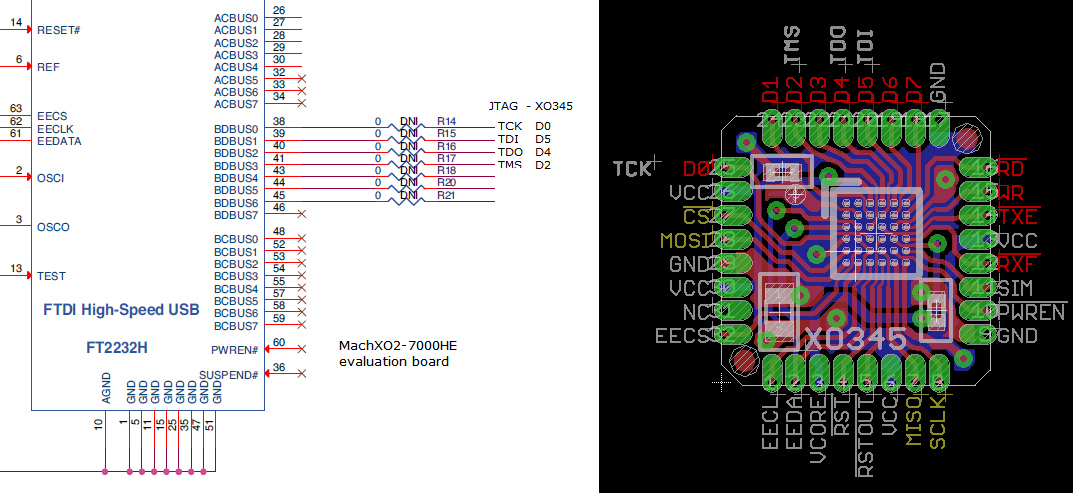 14 RESET#
6 REF
63 EECS
62 EECLK
61 EEDATA
2 OSCI
3 OSCO
13 TEST
ACBUS0 26
ACBUS1 27
ACBUS2 28
ACBUS3 29
ACBUS4 30
ACBUS5 32
ACBUS6 33
ACBUS7 34
BDBUS0 38
BDBUS1 39
BDBUS2 40
BDBUS3 41
BDBUS4 43
BDBUS5 44
BDBUS6 45
BDBUS7 46
BCBUS0 48
BCBUS1 52
BCBUS2 53
BCBUS3 54
BCBUS4 55
BCBUS5 57
BCBUS6 58
BCBUS7 59
PWREN# 60
SUSPEND# 36
FTDI High-Speed USB
FT2232H
AGND GND GND GND GND GND GND GND GND
10 1 5 11 15 25 35 47 51
JTAG - XO345
0 DNI R14
0 DNI R15
0 DNI R16
0 DNI R17
0 DNI R18
0 DNI R20
0 DNI R21
TCK D0
TDI D5
TDO D4
TMS D2
MachXO2-7000HE
evaluation board
TMS TDO TDI
D1 D2 D3 D4 D5 D6 D7 GND
TCK
D0
VCC
CS
MOSI
GND
VCC
NC
EECS
RD
WR
TXE
VCC
RXF
SIM
PWREN
GND
XO345
EECL EEDA VCORE RST RSTOUT VCC MISO SCLK